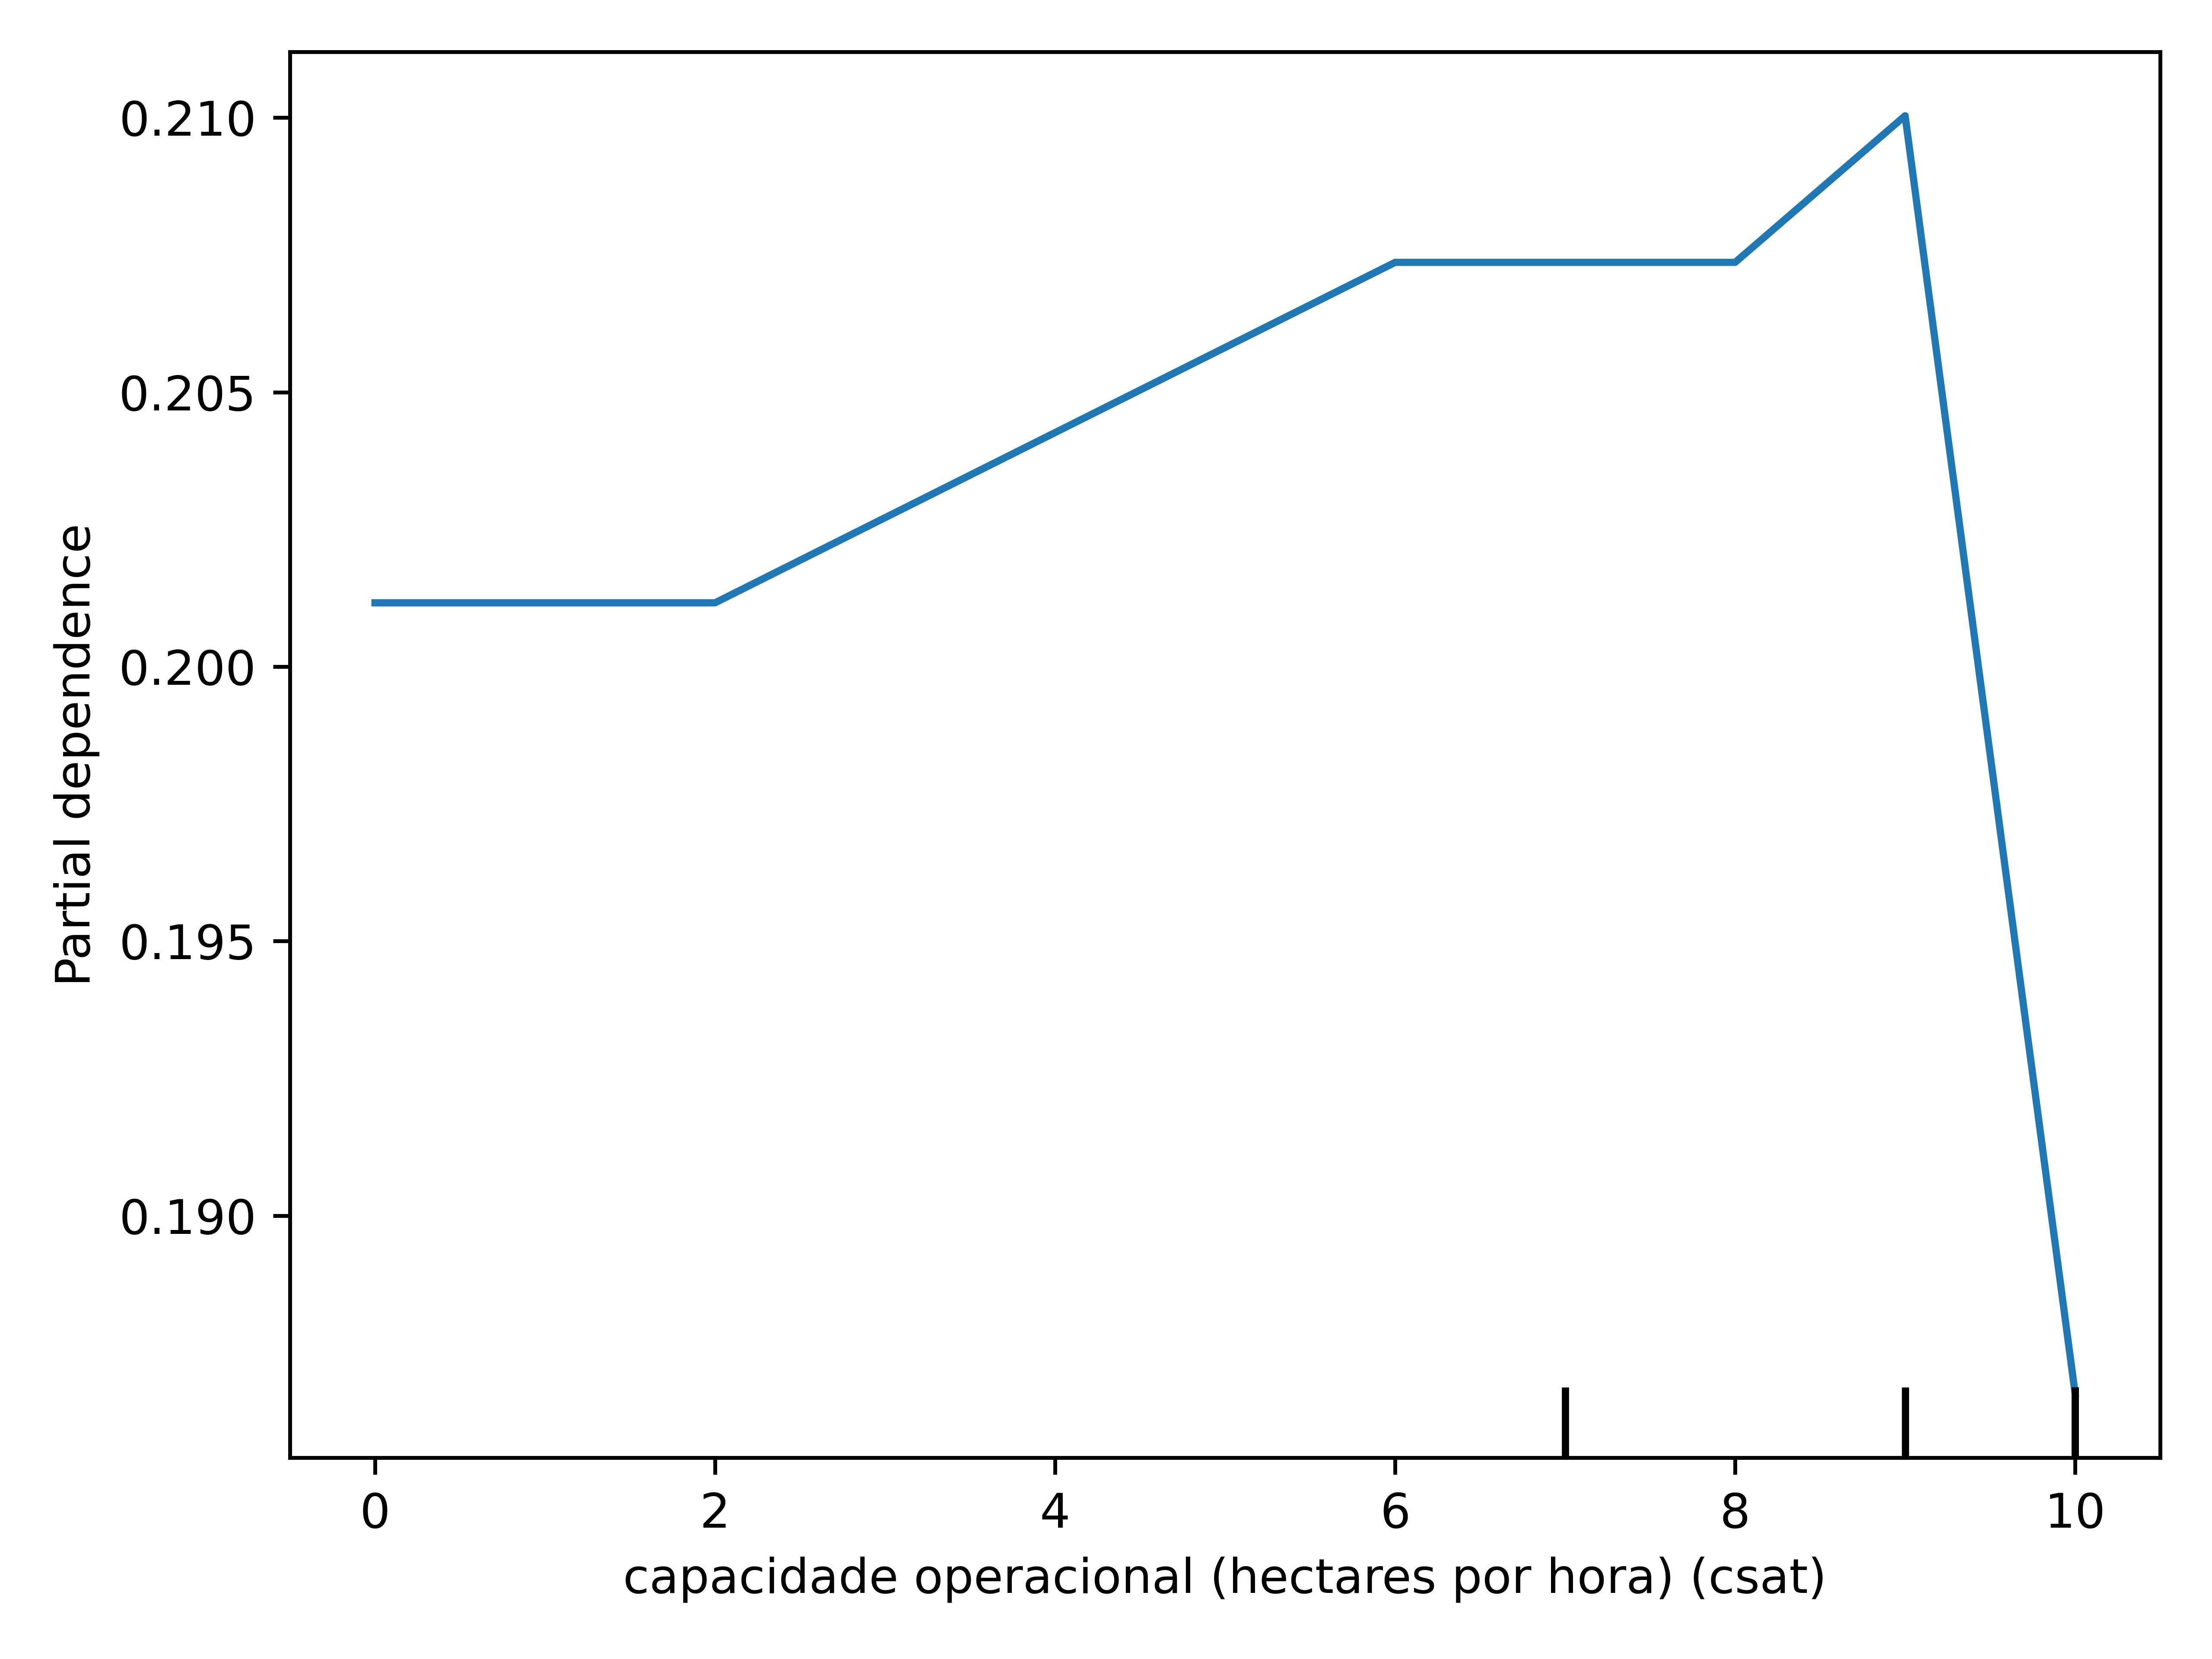 0.210
0.205
0.200
0.195
0.190
Partial dependence
0 2 4 6 8 10
capacidade operacional (hectares por hora) (csat)